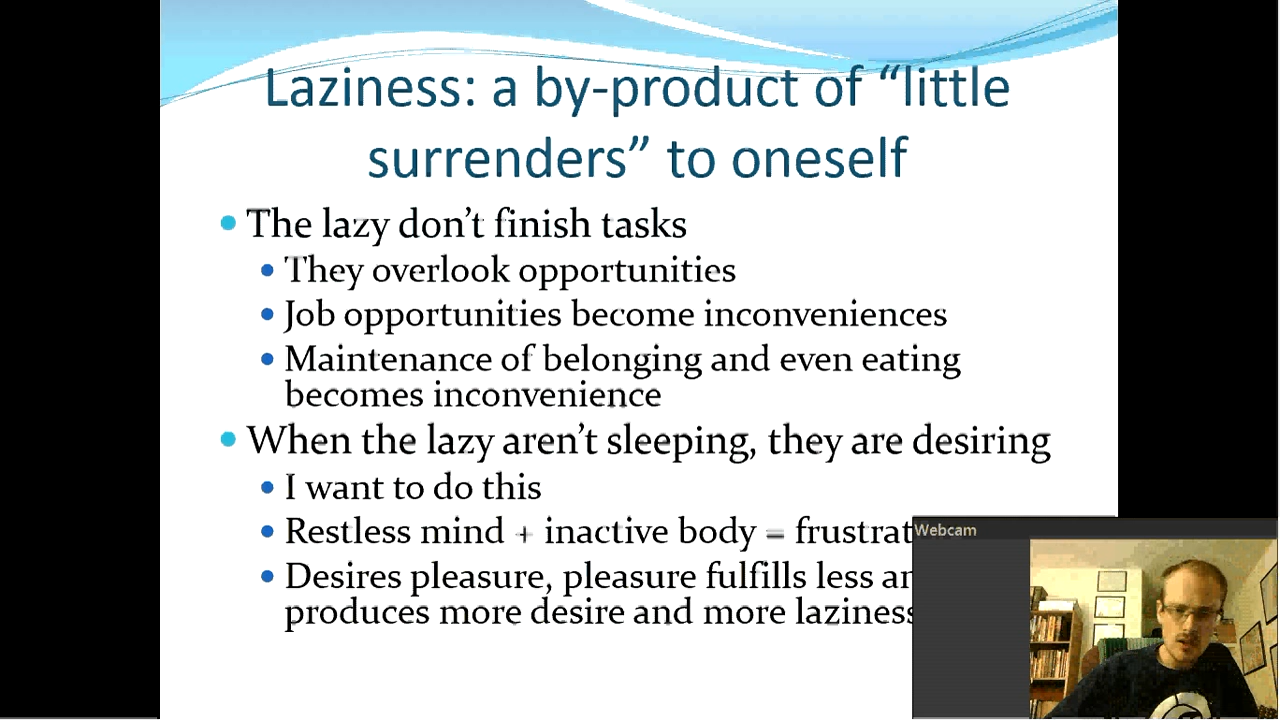 Laziness: a by-product of “little
surrenders” to oneself
The lazy don’t finish tasks
They overlook opportunities
Job opportunities become inconveniences
Maintenance of belonging and even eating
becomes inconvenience
When the lazy aren’t sleeping, they are desiring
I want to do this
Restless mind + inactive body = frustrat
Desires pleasure, pleasure fulfills less an
produces more desire and more laziness
Webcam